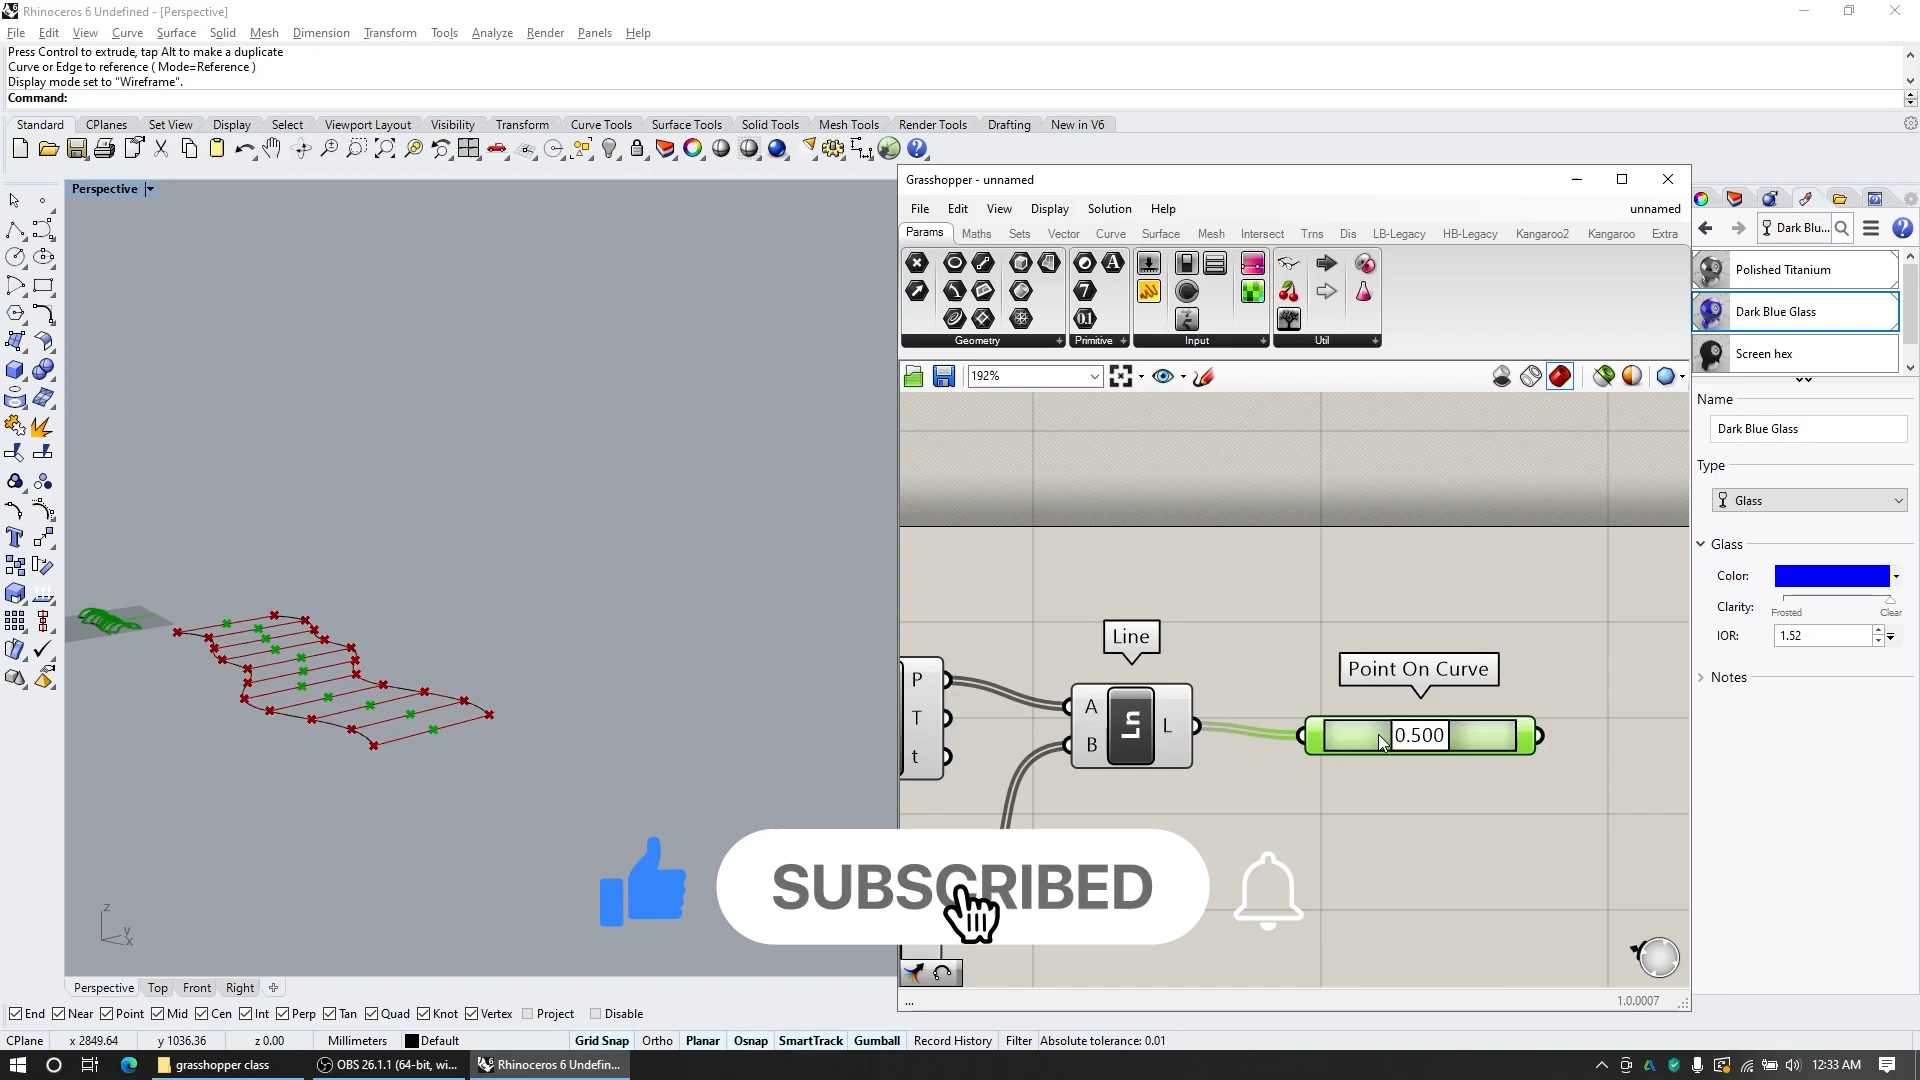 Rhinoceros 6 Undefined - [Perspective]
File Edit View Curve Surface Solid Mesh Dimension Transform Tools Analyze Render Panels Help
Press Control to extrude, tap Alt to make a duplicate
Curve or Edge to reference ( Mode=Reference )
Display mode set to "Wireframe".
Command:
Standard CPlanes Set View Display Select Viewport Layout Visibility Transform Curve Tools Surface Tools Solid Tools Mesh Tools Render Tools Drafting New in V6
Perspective
Grasshopper - unnamed
File Edit View Display Solution Help unnamed
Params Maths Sets Vector Curve Surface Mesh Intersect Trns Dis LB-Legacy HB-Legacy Kangaroo2 Kangaroo Extra
Geometry Primitive Input Util
192%
Dark Blu...
Polished Titanium
Dark Blue Glass
Screen hex
Name
Dark Blue Glass
Type
Glass
Glass
Color:
Clarity:
Frosted Clear
IOR: 1.52
Notes
Line
Point On Curve
P
T
t
A
B
Ln
L
0.500
SUBSCRIBED
1.0.0007
...
z
y
x
Perspective Top Front Right
End Near Point Mid Cen Int Perp Tan Quad Knot Vertex Project Disable
CPlane x 2849.64 y 1036.36 z 0.00 Millimeters Default Grid Snap Ortho Planar Osnap SmartTrack Gumball Record History Filter Absolute tolerance: 0.01
grasshopper class OBS 26.1.1 (64-bit, wi... Rhinoceros 6 Undefin... 12:33 AM